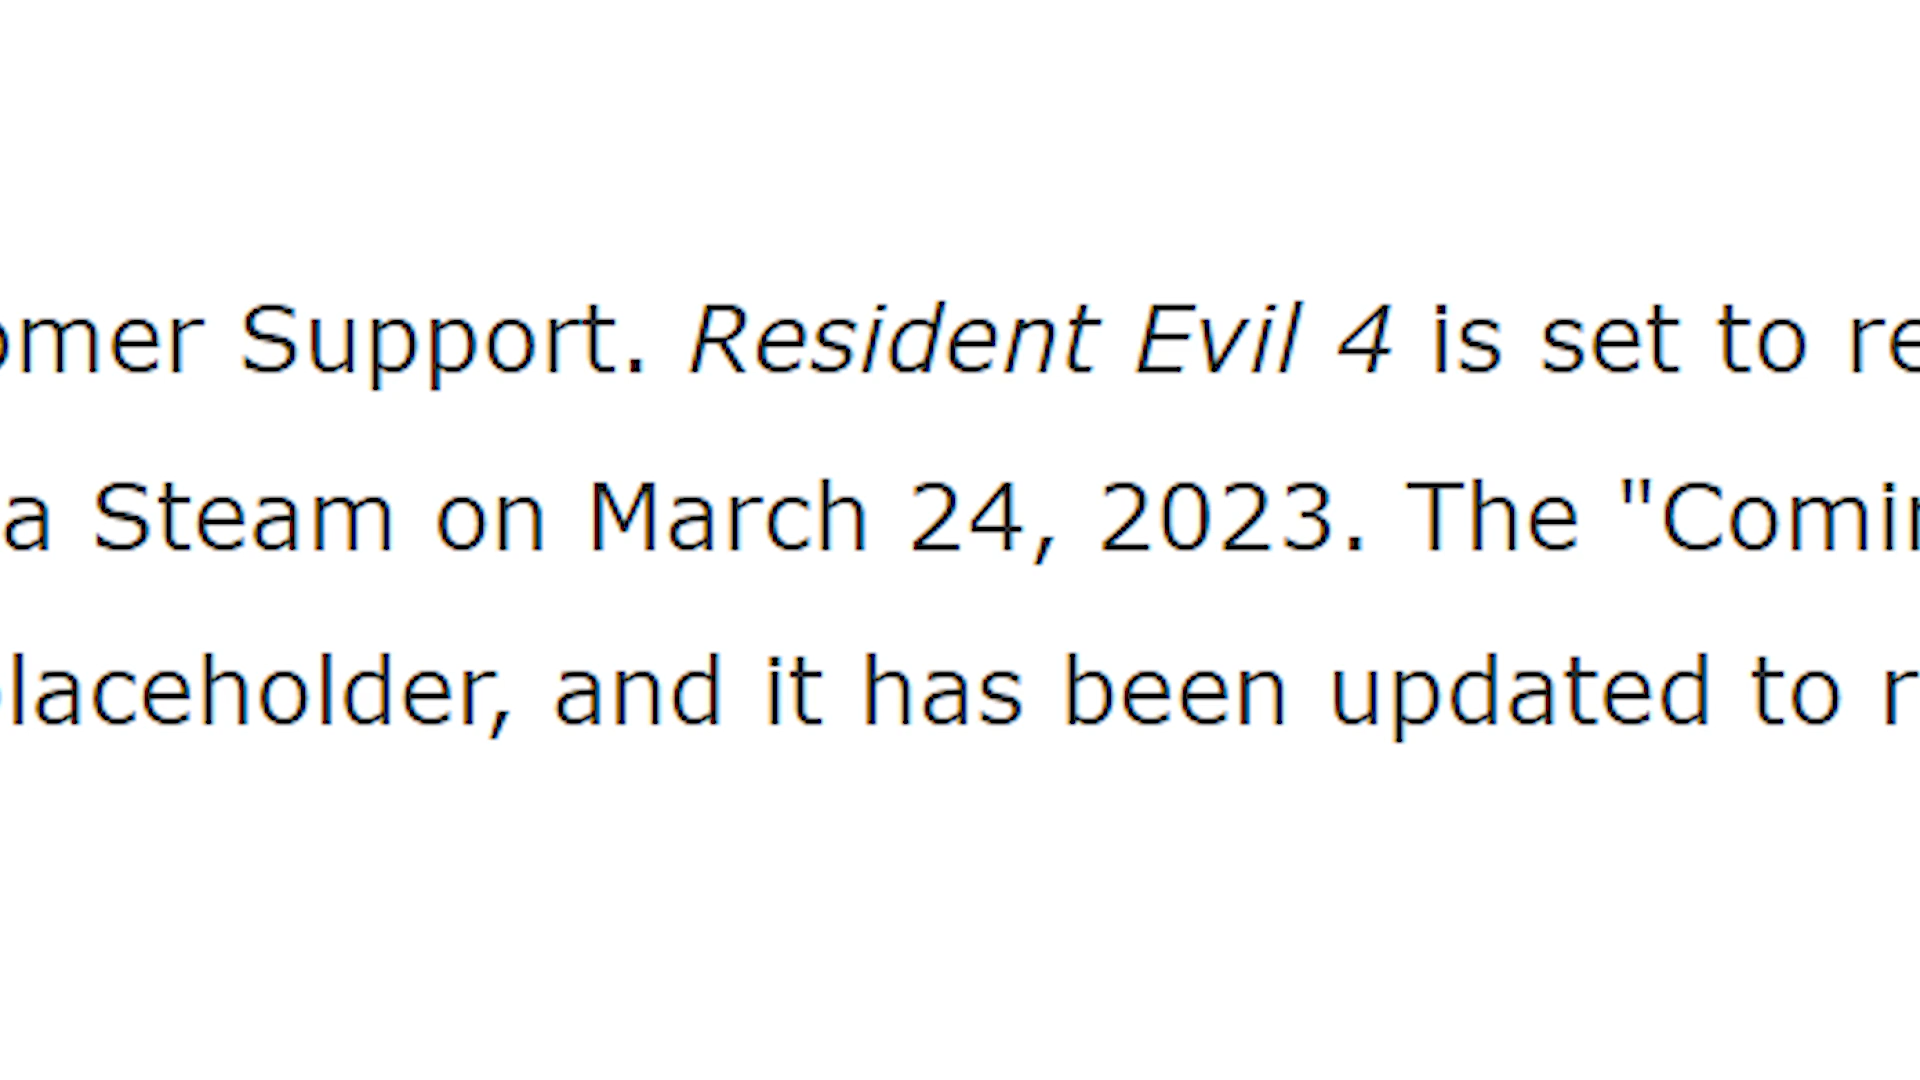 omer Support. Resident Evil 4 is set to re
a Steam on March 24, 2023. The "Comin
laceholder, and it has been updated to r